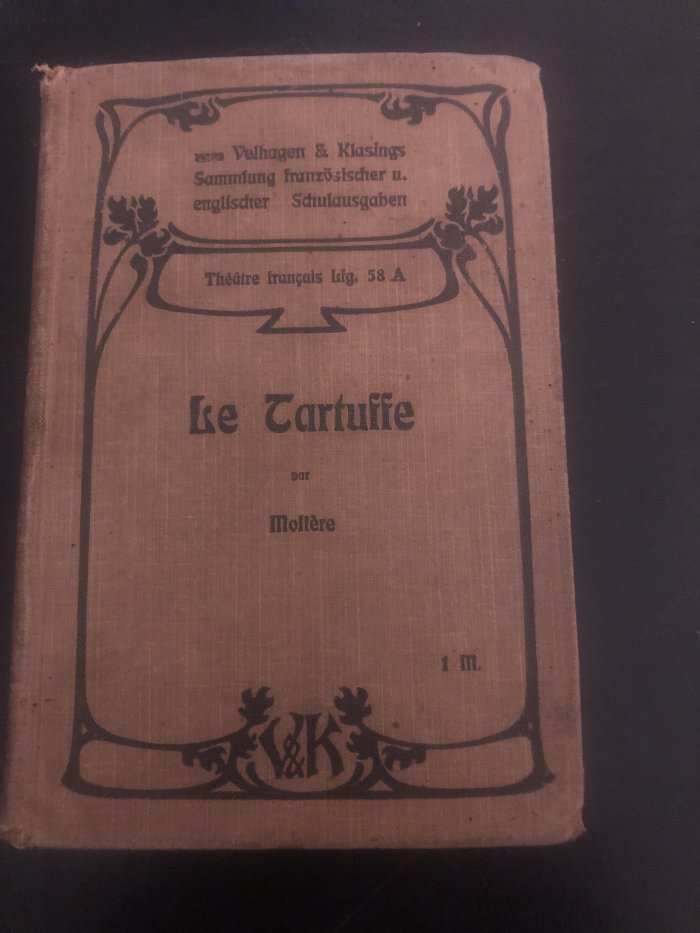 Velhagen & Klasings
Sammlung französischer u.
englischer Schulausgaben
Théâtre français Lfg. 58 A
Le Tartuffe
par
Molière
1 M.
V&K